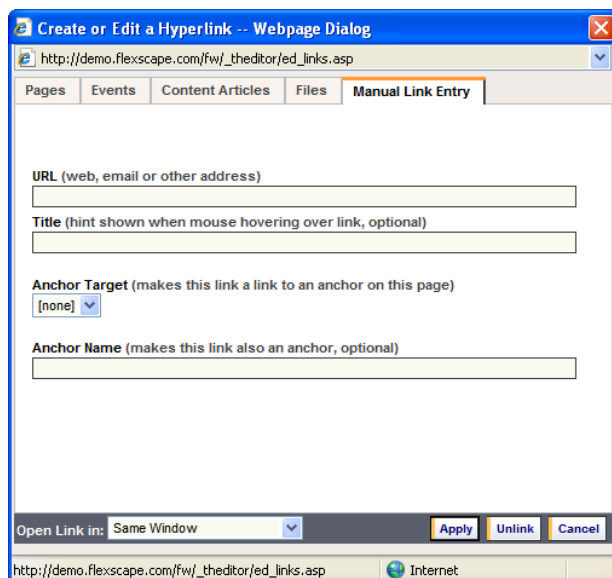 Create or Edit a Hyperlink -- Webpage Dialog
http://demo.flexscape.com/fw/_theditor/ed_links.asp
Pages Events Content Articles Files Manual Link Entry
URL (web, email or other address)
Title (hint shown when mouse hovering over link, optional)
Anchor Target (makes this link a link to an anchor on this page)
[none]
Anchor Name (makes this link also an anchor, optional)
Open Link in: Same Window Apply Unlink Cancel
http://demo.flexscape.com/fw/_theditor/ed_links.asp Internet